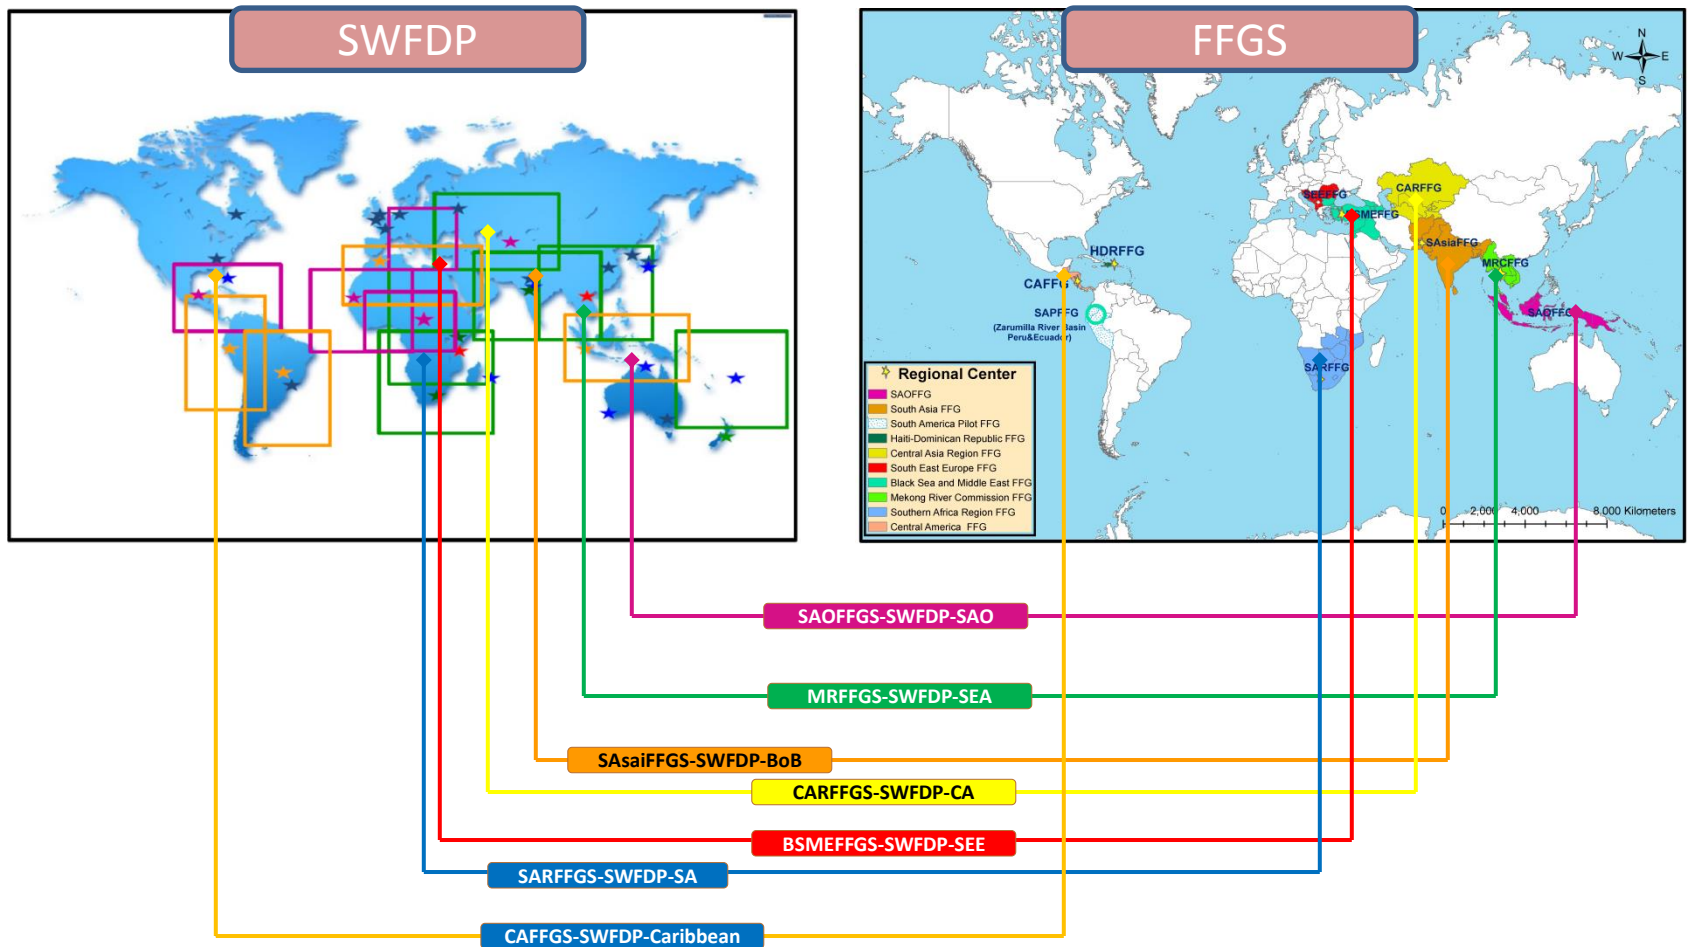 SWFDP
FFGS
N
W E
S
CARFFG
SEEFFG
BSMEFFG
SAsiaFFG
HDRFFG
MRCFFG
CAFFG
SAPFFG
(Zarumilla River Basin
Peru&Ecuador)
SAOFFG
SARFFG
Regional Center
SAOFFG
South Asia FFG
South America Pilot FFG
Haiti-Dominican Republic FFG
Central Asia Region FFG
South East Europe FFG
Black Sea and Middle East FFG
Mekong River Commission FFG
Southern Africa Region FFG
Central America FFG
0 2,000 4,000 8,000 Kilometers
SAOFFGS-SWFDP-SAO
MRFFGS-SWFDP-SEA
SAsaiFFGS-SWFDP-BoB
CARFFGS-SWFDP-CA
BSMEFFGS-SWFDP-SEE
SARFFGS-SWFDP-SA
CAFFGS-SWFDP-Caribbean